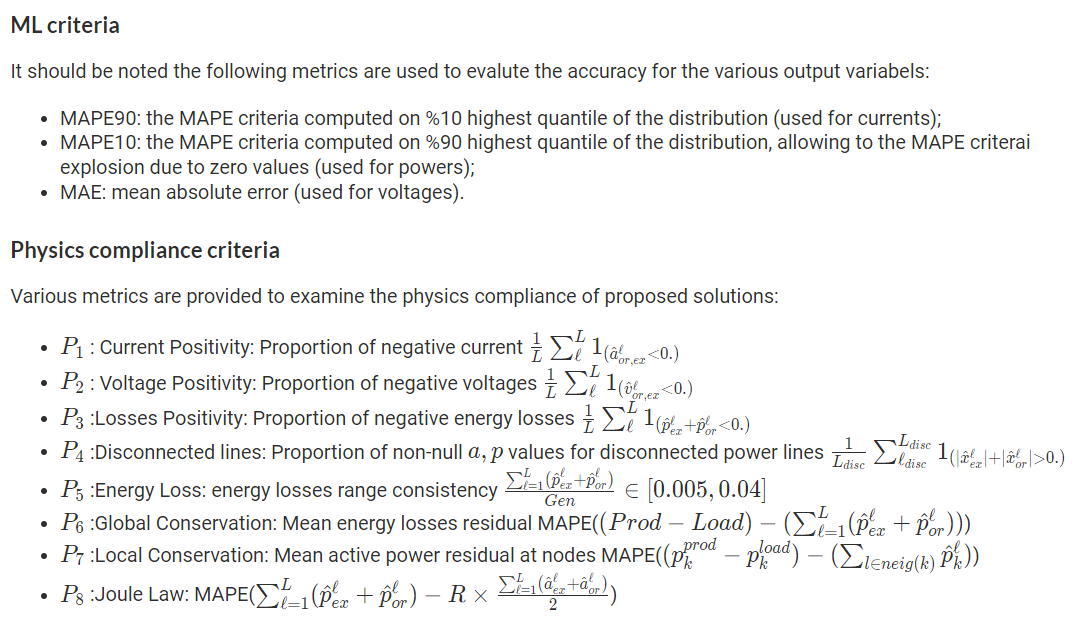 ML criteria
It should be noted the following metrics are used to evalute the accuracy for the various output variabels:
• MAPE90: the MAPE criteria computed on %10 highest quantile of the distribution (used for currents);
• MAPE10: the MAPE criteria computed on %90 highest quantile of the distribution, allowing to the MAPE criterai
explosion due to zero values (used for powers);
• MAE: mean absolute error (used for voltages).
Physics compliance criteria
Various metrics are provided to examine the physics compliance of proposed solutions:
• $P_1$ : Current Positivity: Proportion of negative current $\frac{1}{L}\sum_{\ell}^{L} 1_{(\hat{a}_{or,ex}^{\ell}<0.)}$
• $P_2$ : Voltage Positivity: Proportion of negative voltages $\frac{1}{L}\sum_{\ell}^{L} 1_{(\hat{v}_{or,ex}^{\ell}<0.)}$
• $P_3$ :Losses Positivity: Proportion of negative energy losses $\frac{1}{L}\sum_{\ell}^{L} 1_{(\hat{p}_{ex}^{\ell}+\hat{p}_{or}^{\ell}<0.)}$
• $P_4$ :Disconnected lines: Proportion of non-null $a, p$ values for disconnected power lines $\frac{1}{L_{disc}}\sum_{\ell_{disc}}^{L_{disc}} 1_{(|\hat{x}_{ex}^{\ell}|+|\hat{x}_{or}^{\ell}|>0.)}$
• $P_5$ :Energy Loss: energy losses range consistency $\frac{\sum_{\ell=1}^{L}(\hat{p}_{ex}^{\ell}+\hat{p}_{or}^{\ell})}{Gen} \in [0.005, 0.04]$
• $P_6$ :Global Conservation: Mean energy losses residual MAPE($(Prod - Load) - (\sum_{\ell=1}^{L}(\hat{p}_{ex}^{\ell}+\hat{p}_{or}^{\ell}))$)
• $P_7$ :Local Conservation: Mean active power residual at nodes MAPE($(p_k^{prod} - p_k^{load}) - (\sum_{l \in neig(k)} \hat{p}_k^{\ell})$)
• $P_8$ :Joule Law: MAPE($\sum_{\ell=1}^{L}(\hat{p}_{ex}^{\ell}+\hat{p}_{or}^{\ell}) - R \times \frac{\sum_{\ell=1}^{L}(\hat{a}_{ex}^{\ell}+\hat{a}_{or}^{\ell})}{2}$)